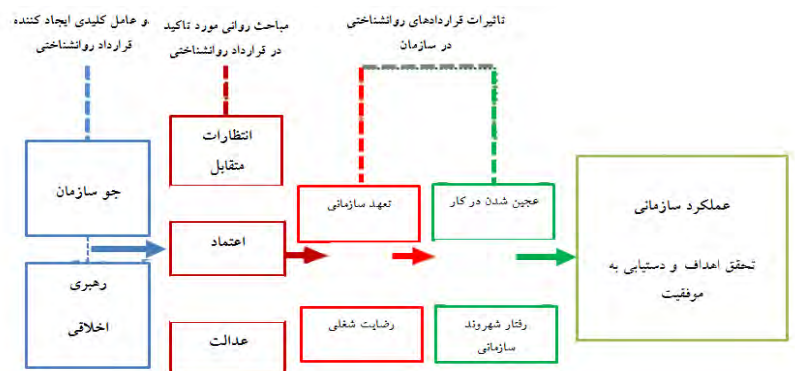 .و عامل کلیدی ایجاد کننده
قرارداد روانشناختی
مباحث روانی مورد تاکید
در قرارداد روانشناختی
تاثیرات قراردادهای روانشناختی
در سازمان
جو سازمان
رهبری
اخلاقی
انتظارات
متقابل
اعتماد
عدالت
تعهد سازمانی
رضایت شغلی
عجین شدن در کار
رفتار شهروند
سازمانی
عملکرد سازمانی
تحقق اهداف و دستیابی به
موفقیت